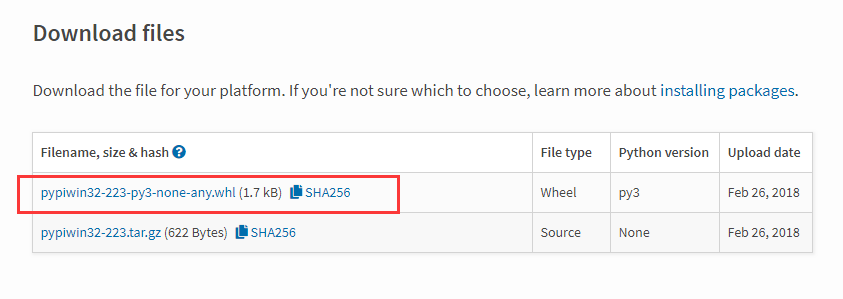 Download files
Download the file for your platform. If you're not sure which to choose, learn more about installing packages.
Filename, size & hash ? File type Python version Upload date
pypiwin32-223-py3-none-any.whl (1.7 kB) SHA256 Wheel py3 Feb 26, 2018
pypiwin32-223.tar.gz (622 Bytes) SHA256 Source None Feb 26, 2018